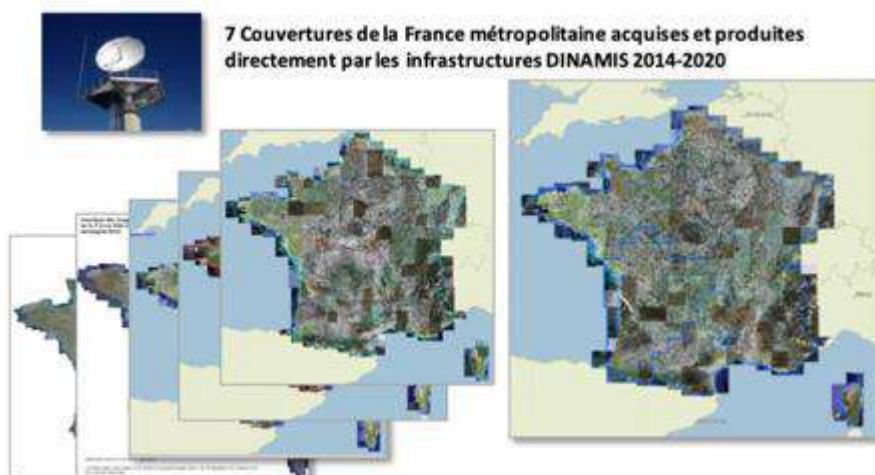 7 Couvertures de la France métropolitaine acquises et produites
directement par les infrastructures DINAMIS 2014-2020